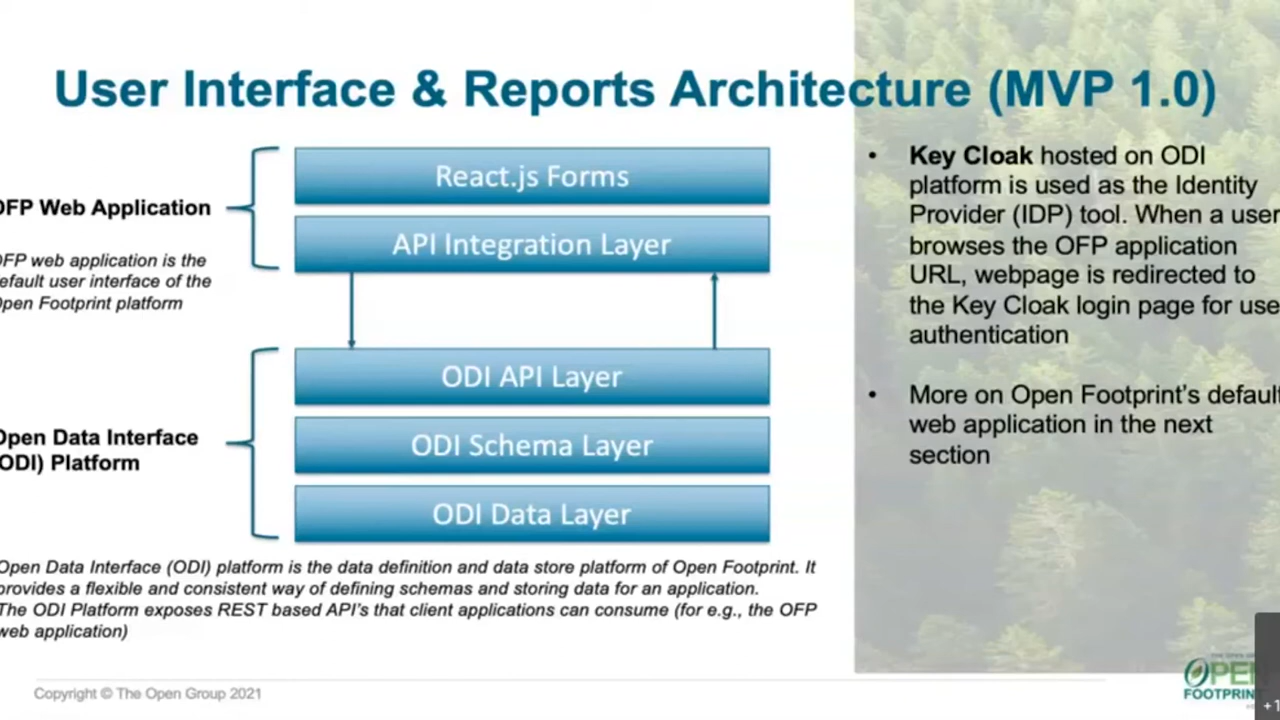 User Interface & Reports Architecture (MVP 1.0)
React.js Forms
API Integration Layer
OFP Web Application
OFP web application is the
default user interface of the
Open Footprint platform
ODI API Layer
ODI Schema Layer
ODI Data Layer
Open Data Interface
(ODI) Platform
Open Data Interface (ODI) platform is the data definition and data store platform of Open Footprint. It
provides a flexible and consistent way of defining schemas and storing data for an application.
The ODI Platform exposes REST based API's that client applications can consume (for e.g., the OFP
web application)
• Key Cloak hosted on ODI
platform is used as the Identity
Provider (IDP) tool. When a user
browses the OFP application
URL, webpage is redirected to
the Key Cloak login page for use
authentication
• More on Open Footprint's default
web application in the next
section
Copyright © The Open Group 2021
OPEN
FOOTPRINT
+1